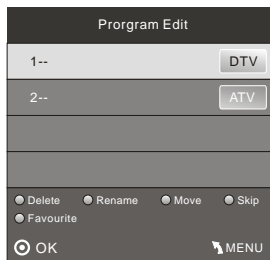 Prorgram Edit
1-- DTV
2-- ATV
Delete Rename Move Skip
Favourite
OK MENU